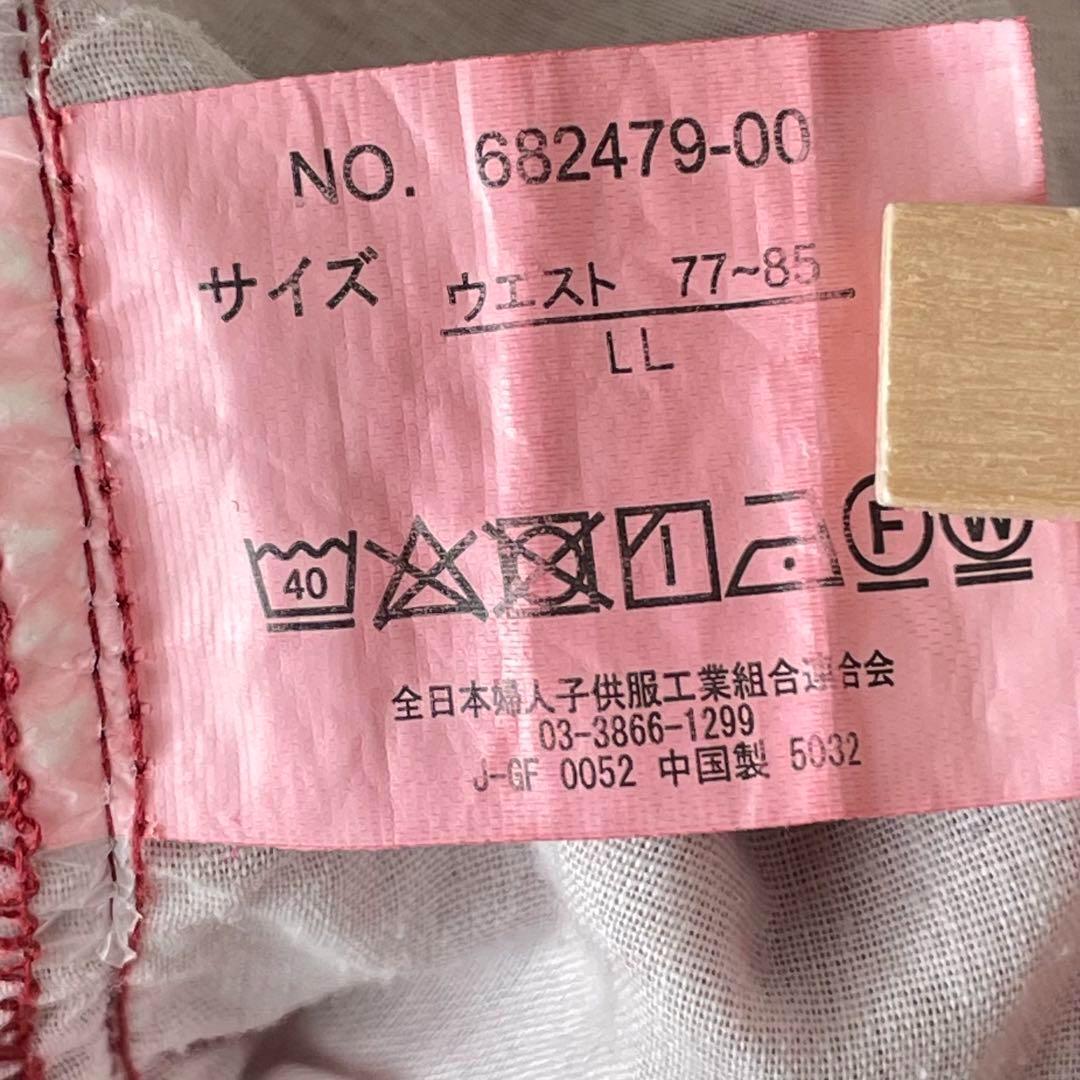 NO. 682479-00
サイズ ウエスト 77~85
LL
40 F W
全日本婦人子供服工業組合連合会
03-3866-1299
J-GF 0052 中国製 5032